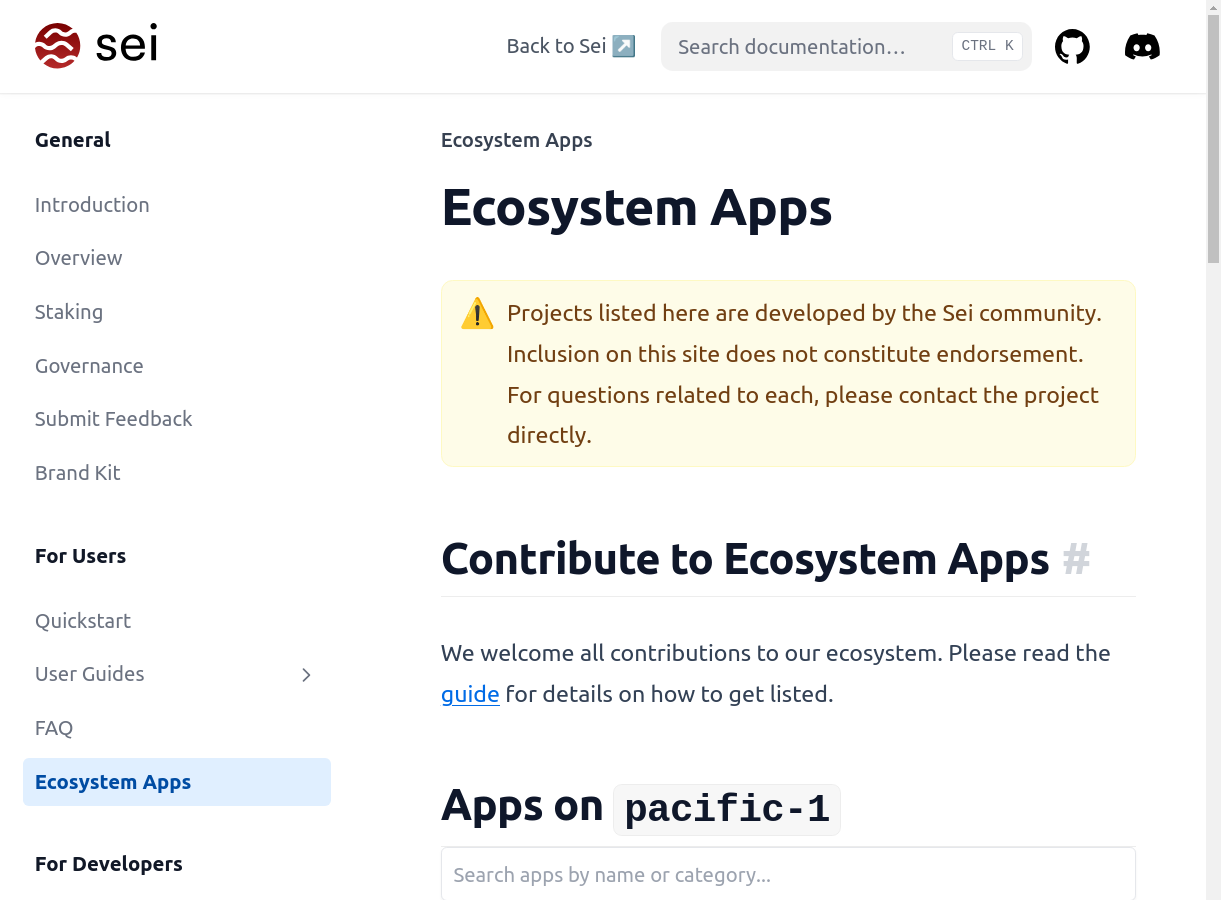 sei
Back to Sei ↗
Search documentation…
CTRL K
General
Introduction
Overview
Staking
Governance
Submit Feedback
Brand Kit
For Users
Quickstart
User Guides
FAQ
Ecosystem Apps
For Developers
Ecosystem Apps
Ecosystem Apps
⚠️ Projects listed here are developed by the Sei community.
Inclusion on this site does not constitute endorsement.
For questions related to each, please contact the project
directly.
Contribute to Ecosystem Apps #
We welcome all contributions to our ecosystem. Please read the
guide for details on how to get listed.
Apps on pacific-1
Search apps by name or category...